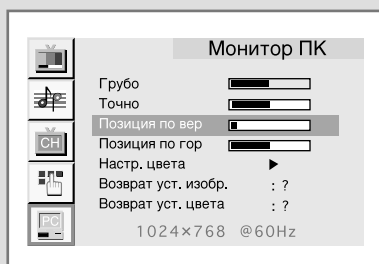 Монитор ПК
Грубо
Точно
Позиция по вер
CH
Позиция по гор
Настр. цвета
Возврат уст. изобр. : ?
Возврат уст. цвета : ?
PC
1024×768 @60Hz